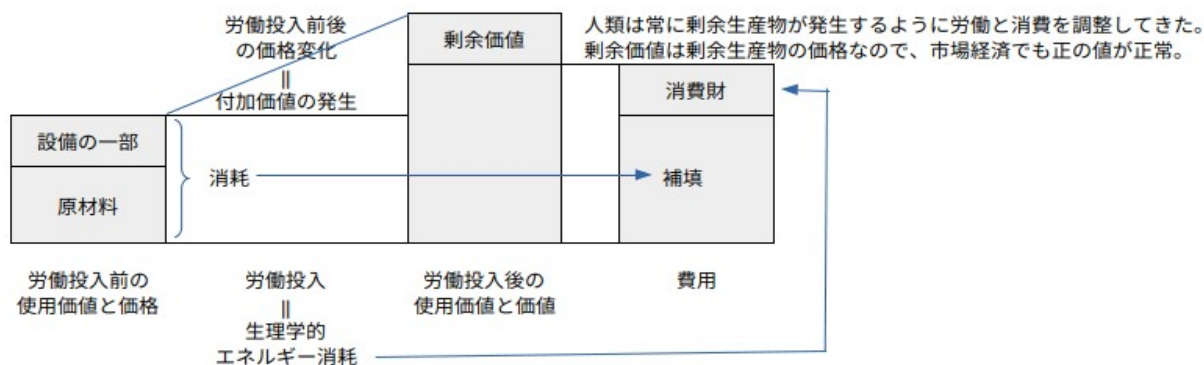 労働投入前後
の価格変化
‖
付加価値の発生
剰余価値
人類は常に剰余生産物が発生するように労働と消費を調整してきた。
剰余価値は剰余生産物の価格なので、市場経済でも正の値が正常。
消費財
設備の一部
原材料
消耗
補填
労働投入前の
使用価値と価格
労働投入
‖
生理学的
エネルギー消耗
労働投入後の
使用価値と価値
費用